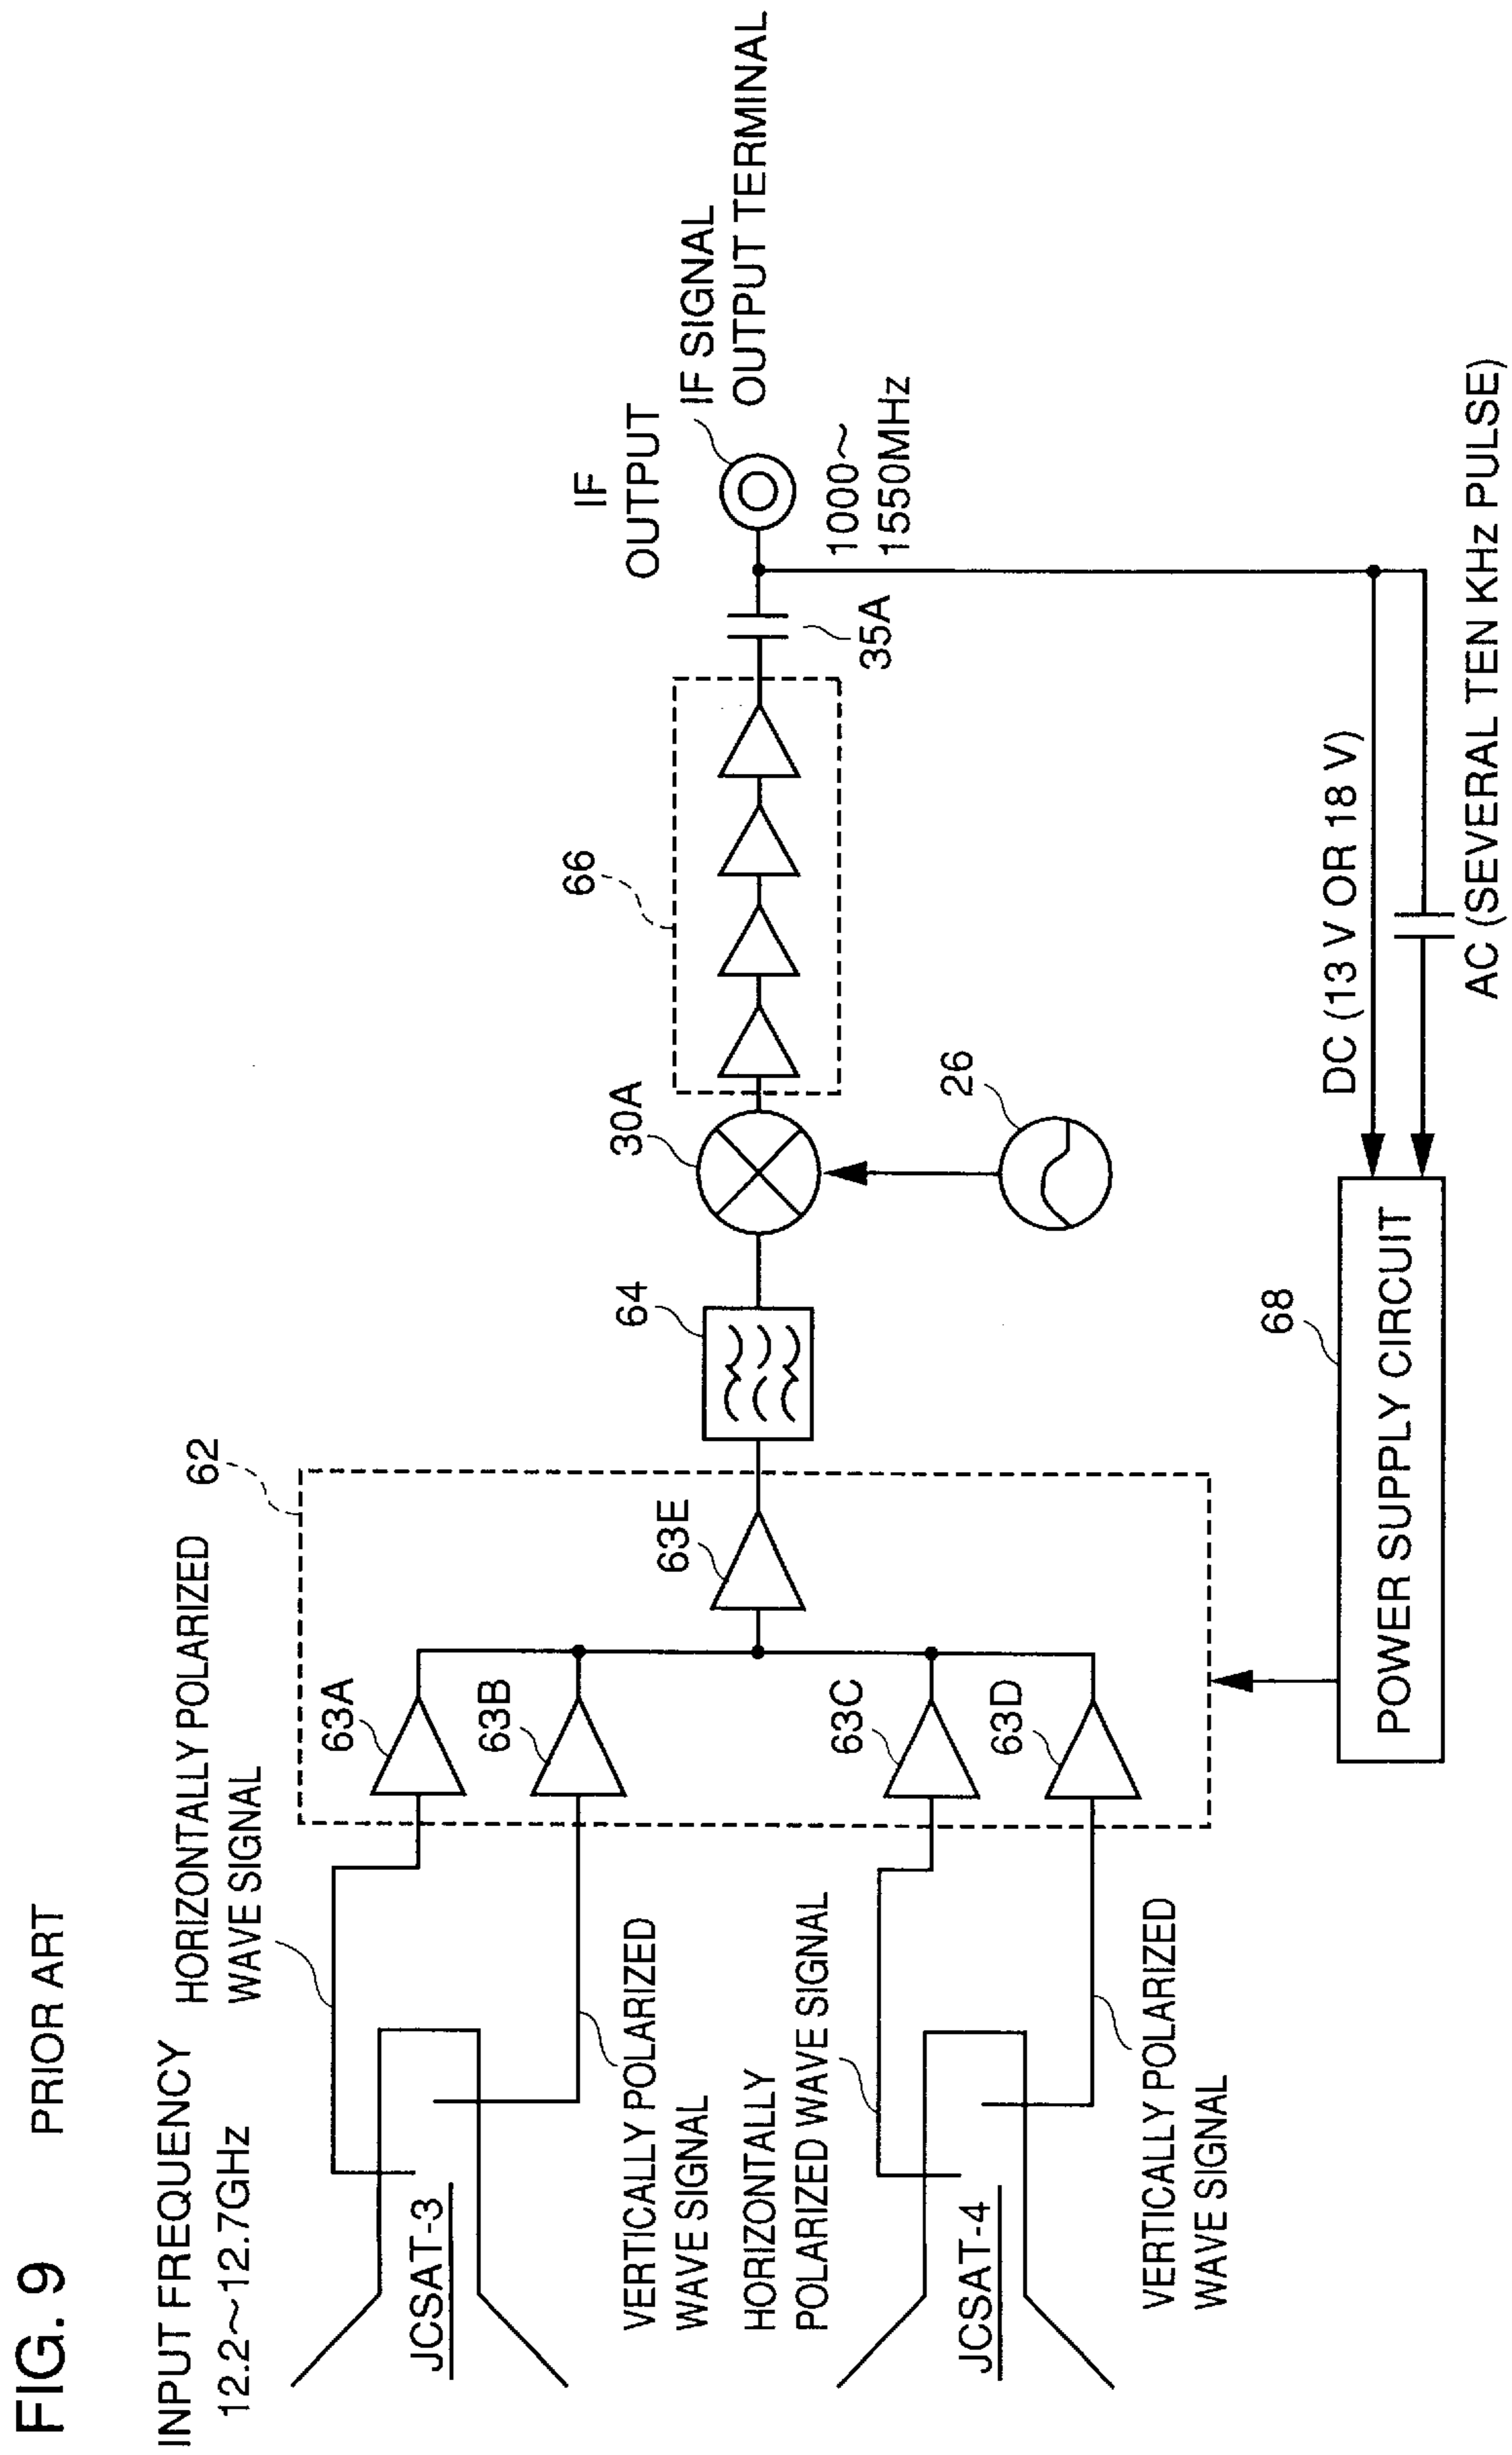 FIG. 9
PRIOR ART
INPUT FREQUENCY
12.2～12.7GHz
HORIZONTALLY POLARIZED
WAVE SIGNAL
JCSAT-3
VERTICALLY POLARIZED
WAVE SIGNAL
HORIZONTALLY
POLARIZED WAVE SIGNAL
JCSAT-4
VERTICALLY POLARIZED
WAVE SIGNAL
62
63A
63B
63C
63D
63E
64
30A
26
66
35A
IF
OUTPUT
IF SIGNAL
OUTPUT TERMINAL
1000～
1550MHz
68
POWER SUPPLY CIRCUIT
DC (13 V OR 18 V)
AC (SEVERAL TEN KHz PULSE)